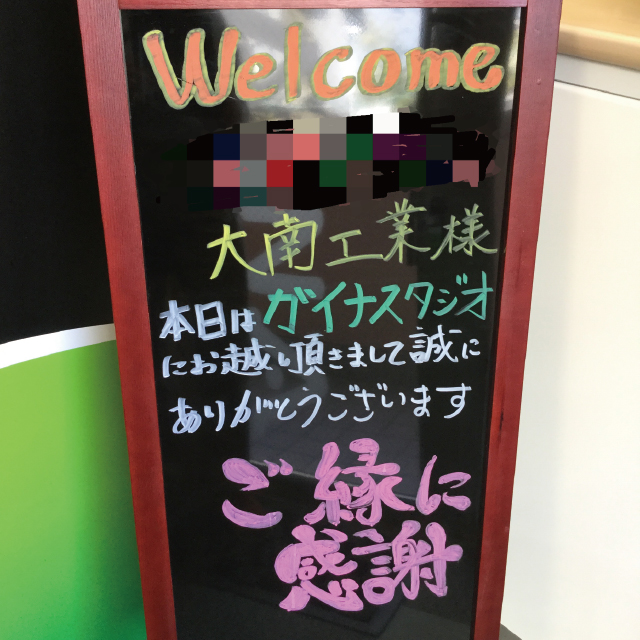 Welcome
大南工業様
本日はガイナスタジオ
にお越し頂きまして誠に
ありがとうございます
ご縁に
感謝